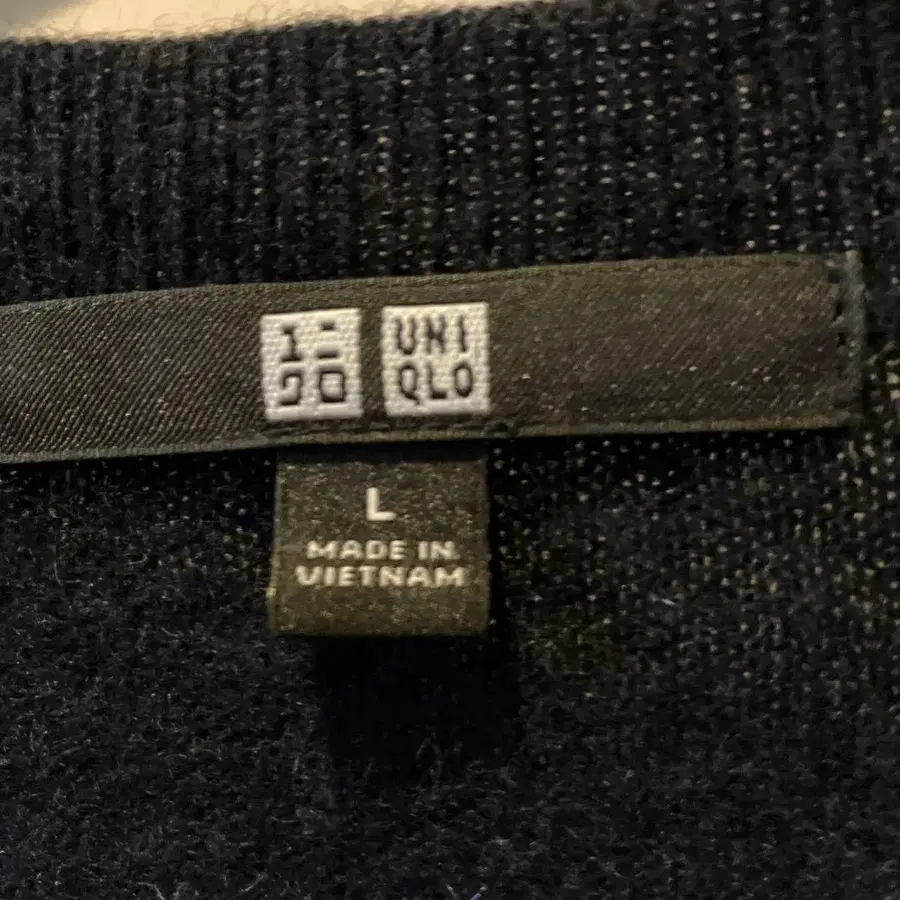 ユニ UNI
クロ QLO
L
MADE IN
VIETNAM